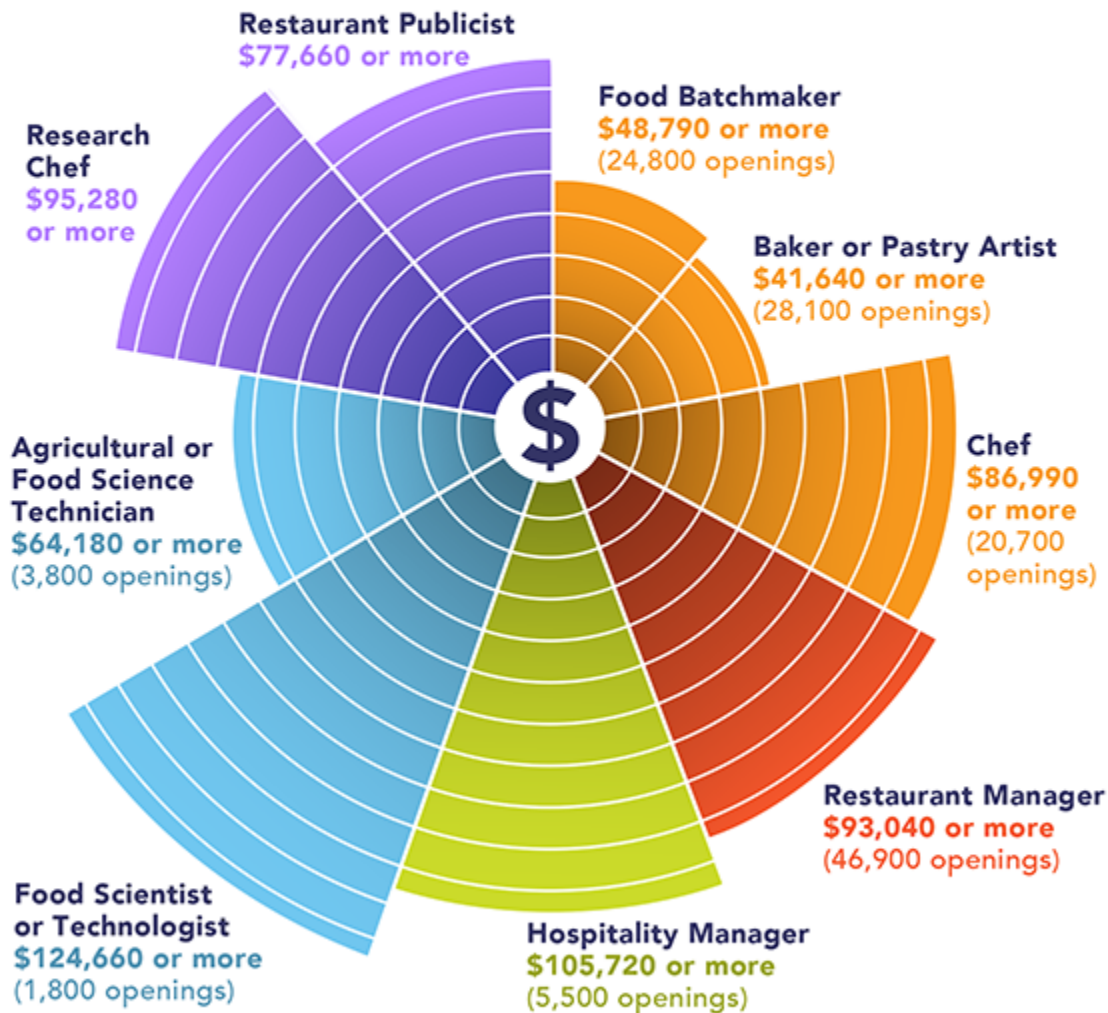 Restaurant Publicist
$77,660 or more
Food Batchmaker
$48,790 or more
(24,800 openings)
Research
Chef
$95,280
or more
Baker or Pastry Artist
$41,640 or more
(28,100 openings)
$
Agricultural or
Food Science
Technician
$64,180 or more
(3,800 openings)
Chef
$86,990
or more
(20,700
openings)
Restaurant Manager
$93,040 or more
(46,900 openings)
Food Scientist
or Technologist
$124,660 or more
(1,800 openings)
Hospitality Manager
$105,720 or more
(5,500 openings)